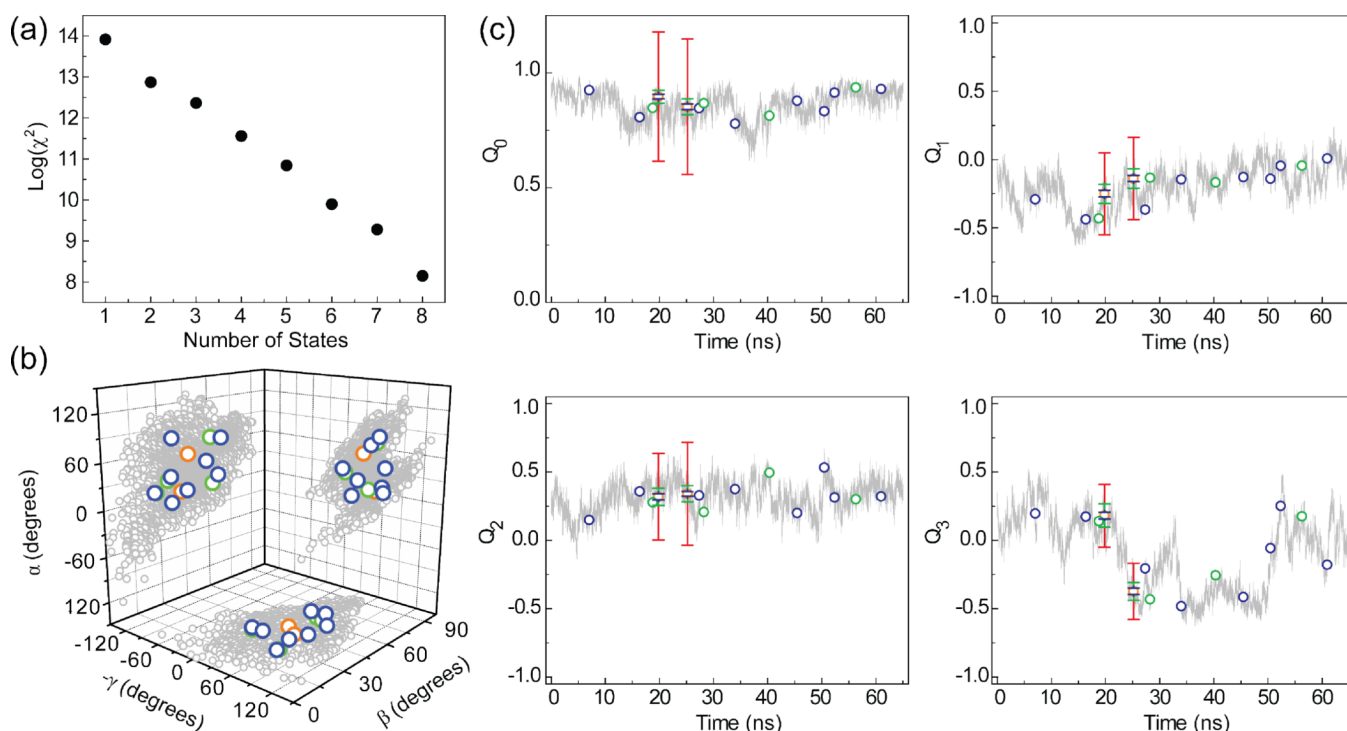 (a)
14
13
12
11
10
9
8
Log(χ²)
1 2 3 4 5 6 7 8
Number of States
(b)
120
60
0
-60
120
α (degrees)
-120
-60
0
60
120
-γ (degrees)
0
30
60
90
β (degrees)
(c)
1.0
0.5
0.0
Q₀
0 10 20 30 40 50 60
Time (ns)
1.0
0.5
0.0
-0.5
-1.0
Q₁
0 10 20 30 40 50 60
Time (ns)
1.0
0.5
0.0
-0.5
-1.0
Q₂
0 10 20 30 40 50 60
Time (ns)
1.0
0.5
0.0
-0.5
-1.0
Q₃
0 10 20 30 40 50 60
Time (ns)